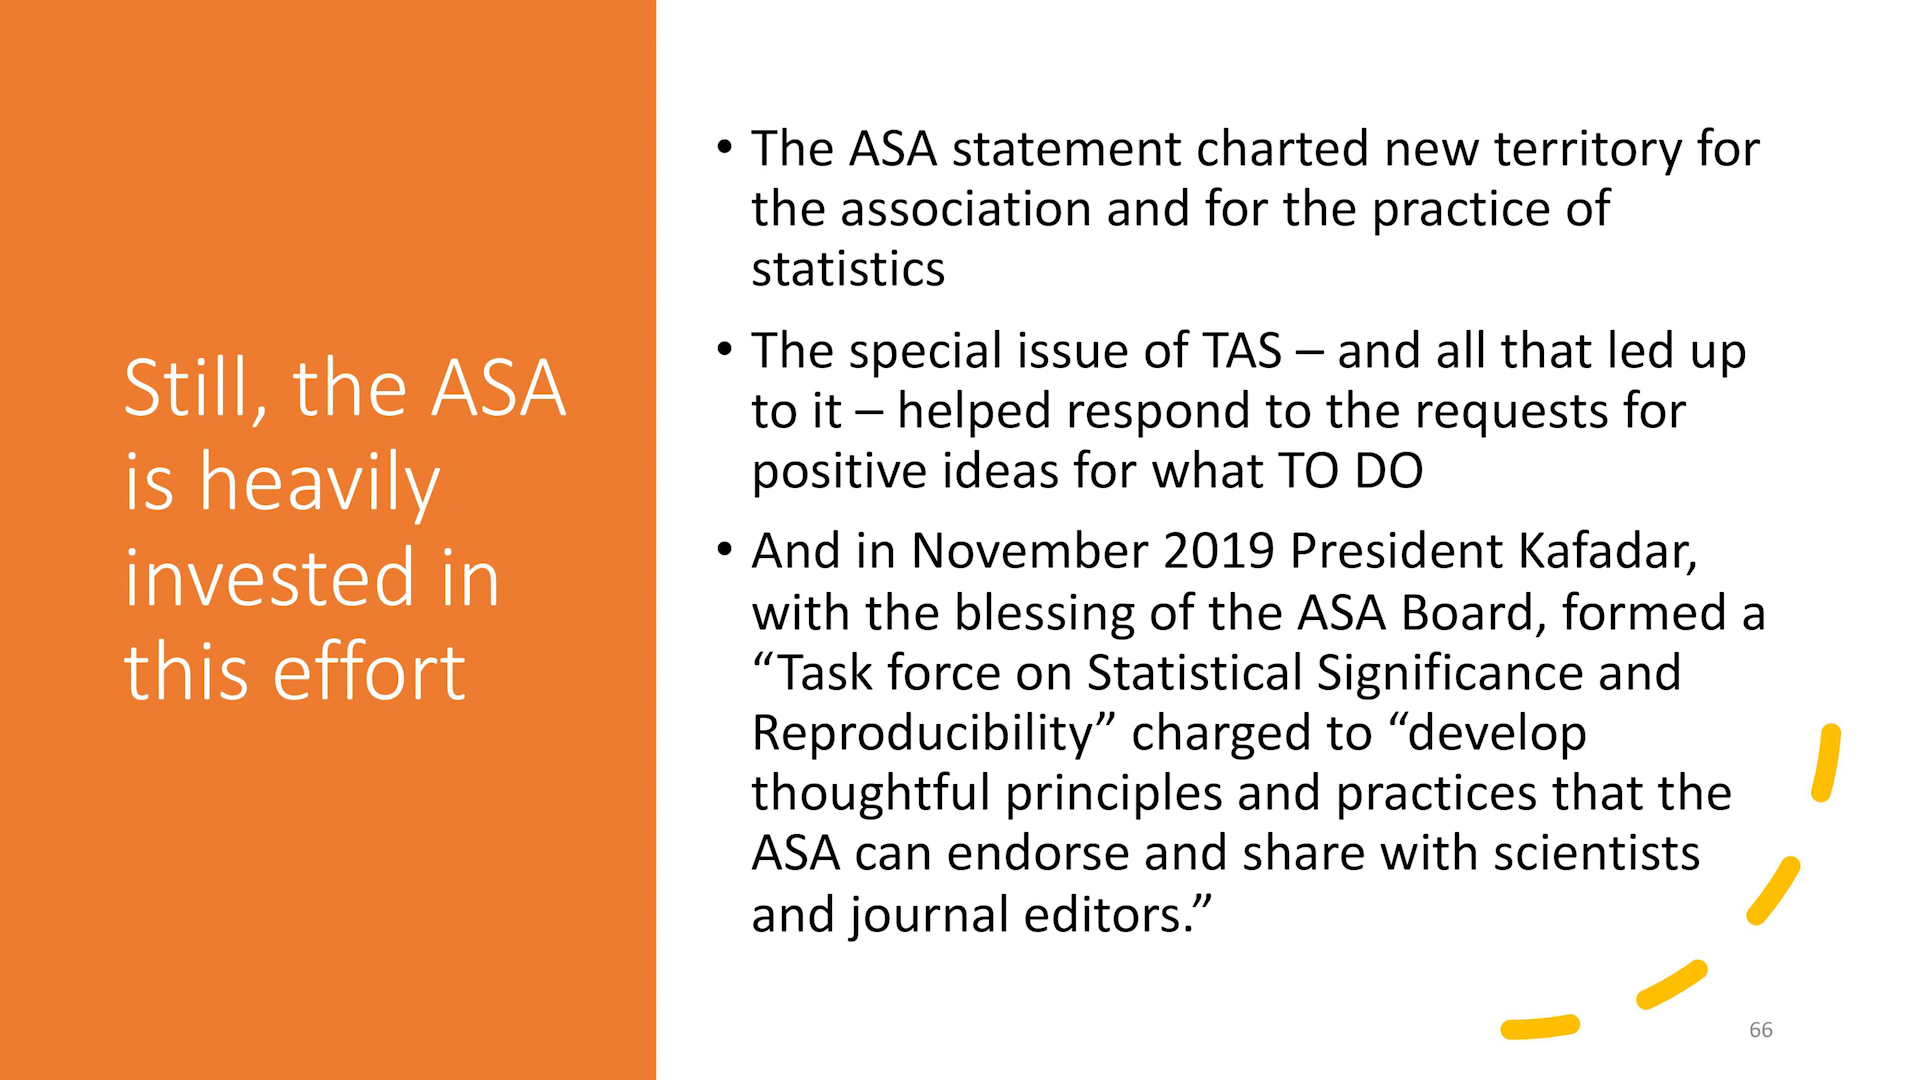 Still, the ASA
is heavily
invested in
this effort
• The ASA statement charted new territory for
the association and for the practice of
statistics
• The special issue of TAS – and all that led up
to it – helped respond to the requests for
positive ideas for what TO DO
• And in November 2019 President Kafadar,
with the blessing of the ASA Board, formed a
“Task force on Statistical Significance and
Reproducibility” charged to “develop
thoughtful principles and practices that the
ASA can endorse and share with scientists
and journal editors.”
66